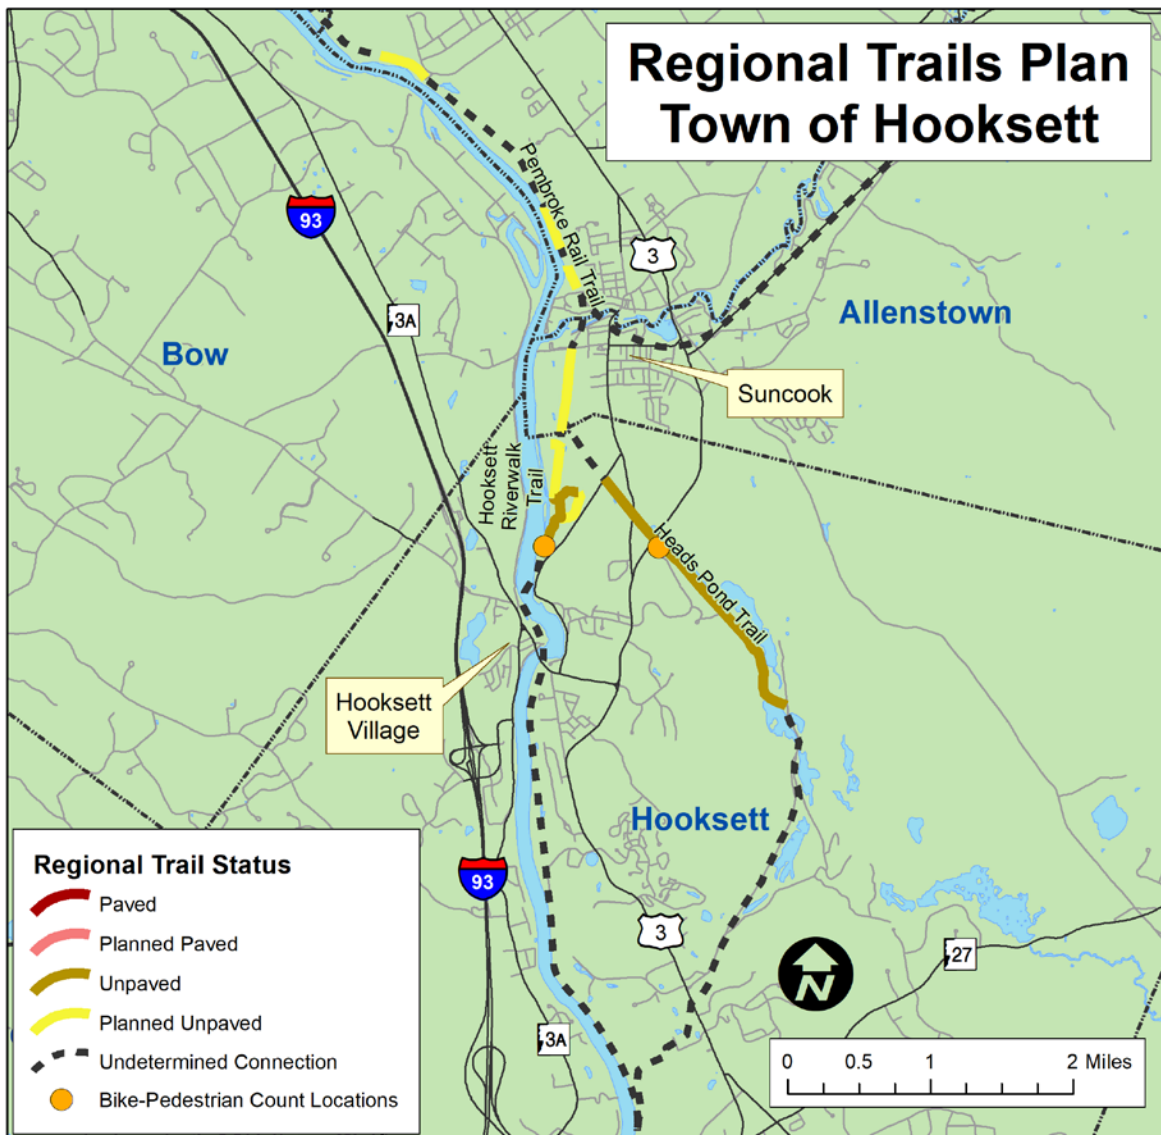 Regional Trails Plan
Town of Hooksett
93
3A
Pembroke Rail Trail
3
Allenstown
Bow
Suncook
Hooksett
Riverwalk
Trail
Heads Pond Trail
Hooksett
Village
Hooksett
93
3
27
N
3A
Regional Trail Status
Paved
Planned Paved
Unpaved
Planned Unpaved
Undetermined Connection
Bike-Pedestrian Count Locations
0 0.5 1 2 Miles